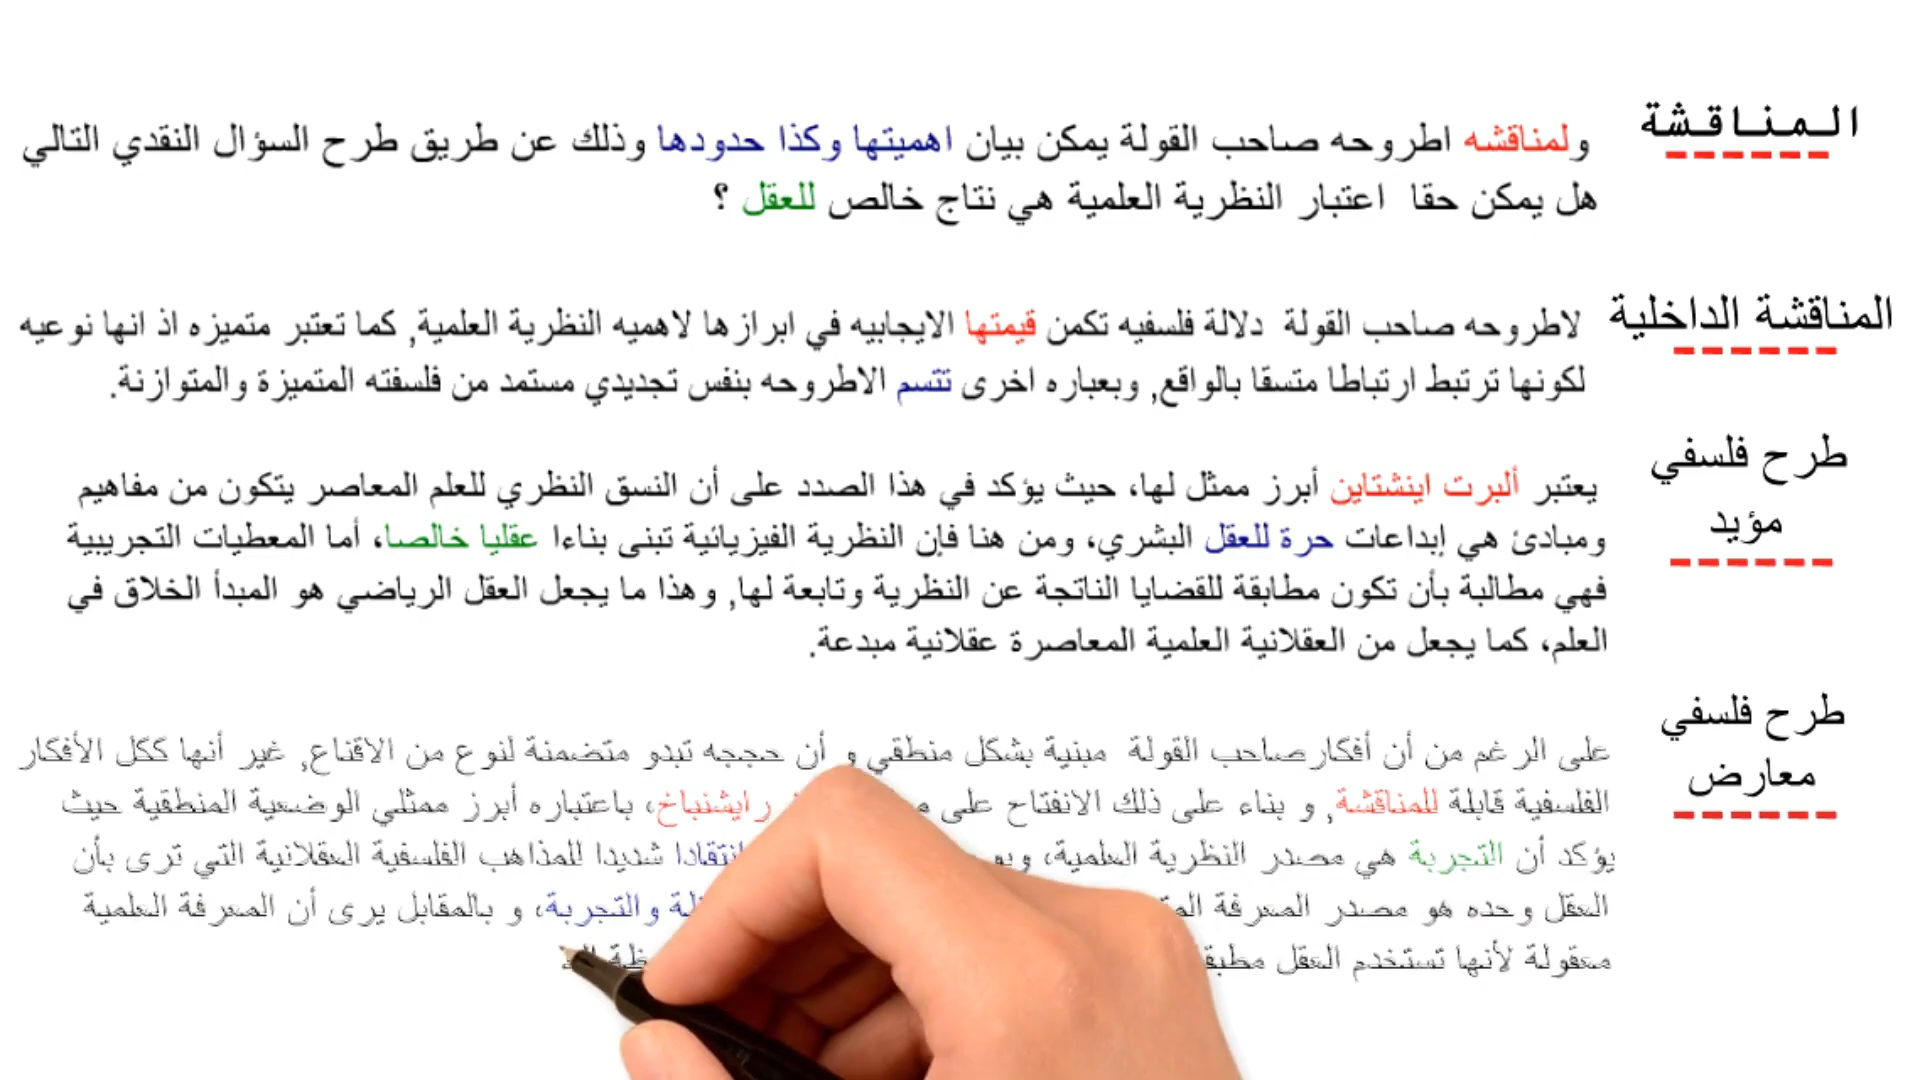 المناقشة
ولمناقشه اطروحه صاحب القولة يمكن بيان اهميتها وكذا حدودها وذلك عن طريق طرح السؤال النقدي التالي
هل يمكن حقا اعتبار النظرية العلمية هي نتاج خالص للعقل ؟
المناقشة الداخلية
لاطروحه صاحب القولة دلالة فلسفيه تكمن قيمتها الايجابيه في ابرازها لاهميه النظرية العلمية, كما تعتبر متميزه اذ انها نوعيه
لكونها ترتبط ارتباطا متسقا بالواقع, وبعباره اخرى تتسم الاطروحه بنفس تجديدي مستمد من فلسفته المتميزة والمتوازنة.
طرح فلسفي
مؤيد
يعتبر ألبرت اينشتاين أبرز ممثل لها، حيث يؤكد في هذا الصدد على أن النسق النظري للعلم المعاصر يتكون من مفاهيم
ومبادئ هي إبداعات حرة للعقل البشري، ومن هنا فإن النظرية الفيزيائية تبنى بناءا عقليا خالصا، أما المعطيات التجريبية
فهي مطالبة بأن تكون مطابقة للقضايا الناتجة عن النظرية وتابعة لها, وهذا ما يجعل العقل الرياضي هو المبدأ الخلاق في
العلم، كما يجعل من العقلانية العلمية المعاصرة عقلانية مبدعة.
طرح فلسفي
معارض
على الرغم من أن أفكارصاحب القولة مبنية بشكل منطقي و أن حججه تبدو متضمنة لنوع من الاقناع, غير أنها ككل الأفكار
الفلسفية قابلة للمناقشة, و بناء على ذلك الانفتاح على رايشنباخ، باعتباره أبرز ممثلي الوضعية المنطقية حيث
يؤكد أن التجربة هي مصدر النظرية العلمية، انتقادا شديدا للمذاهب الفلسفية العقلانية التي ترى بأن
العقل وحده هو مصدر المعرفة والتجربة، و بالمقابل يرى أن المعرفة العلمية
معقولة لأنها تستخدم العقل